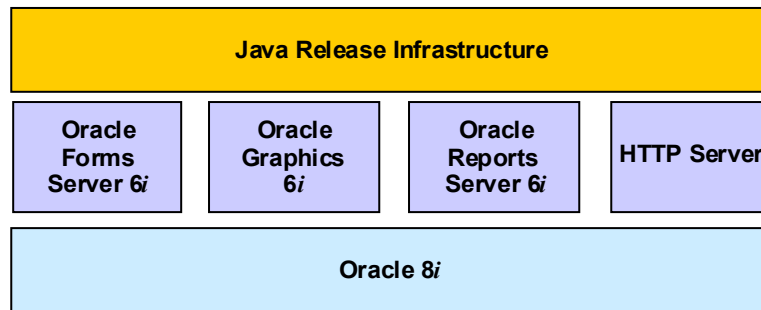 Java Release Infrastructure
Oracle
Forms
Server 6i
Oracle
Graphics
6i
Oracle
Reports
Server 6i
HTTP Server
Oracle 8i